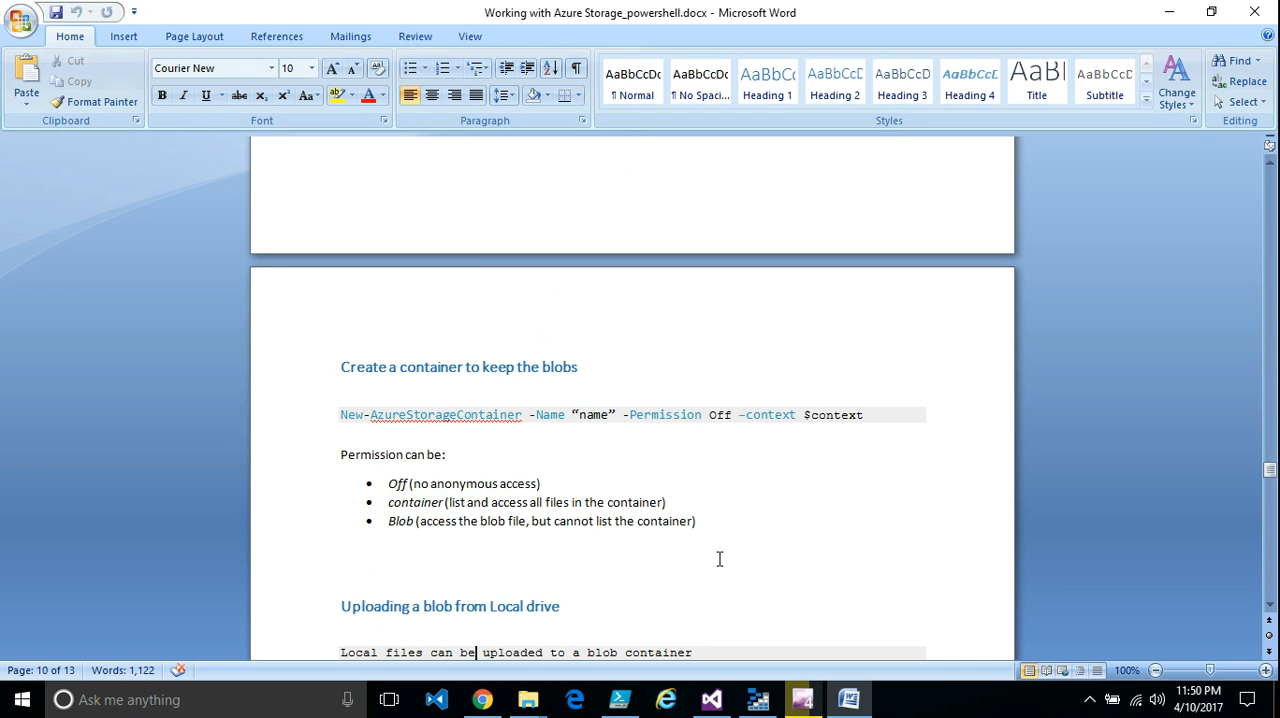 Working with Azure Storage_powershell.docx - Microsoft Word
Home Insert Page Layout References Mailings Review View
Paste
Cut
Copy
Format Painter
Clipboard
Courier New 10
Font
Paragraph
AaBbCcDc AaBbCcDc AaBbC AaBbCc AaBbCcD AaBbCcD AaB AaBbCcD
¶ Normal ¶ No Spaci... Heading 1 Heading 2 Heading 3 Heading 4 Title Subtitle
Change Styles
Styles
Find
Replace
Select
Editing
Create a container to keep the blobs
New-AzureStorageContainer -Name “name” -Permission Off –context $context
Permission can be:
• Off (no anonymous access)
• container (list and access all files in the container)
• Blob (access the blob file, but cannot list the container)
Uploading a blob from Local drive
Local files can be uploaded to a blob container
Page: 10 of 13 Words: 1,122 100%
Ask me anything
11:50 PM
4/10/2017